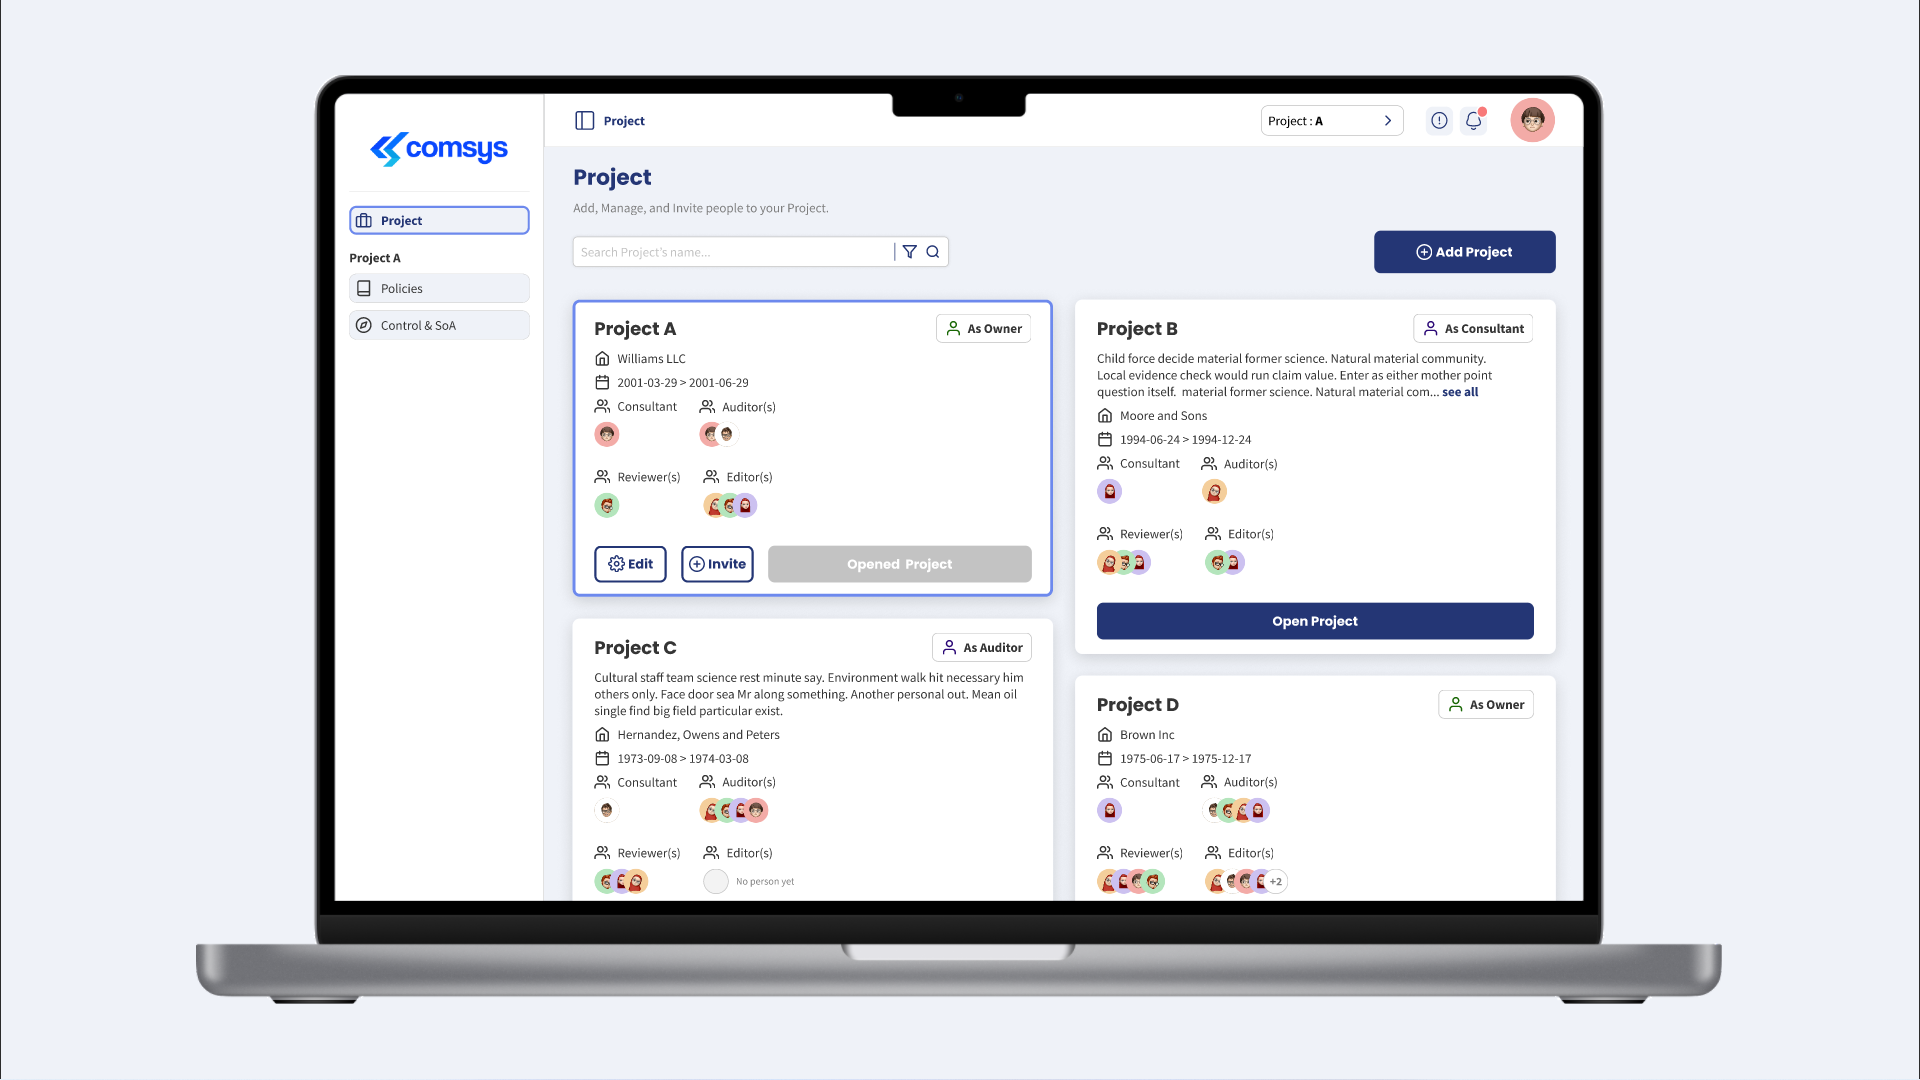 comsys
Project
Project A
Policies
Control & SoA
Project
Project : A
Project
Add, Manage, and Invite people to your Project.
Search Project's name...
Add Project
Project A
As Owner
Williams LLC
2001-03-29 > 2001-06-29
Consultant
Auditor(s)
Reviewer(s)
Editor(s)
Edit
Invite
Opened Project
Project B
As Consultant
Child force decide material former science. Natural material community.
Local evidence check would run claim value. Enter as either mother point
question itself. material former science. Natural material com... see all
Moore and Sons
1994-06-24 > 1994-12-24
Consultant
Auditor(s)
Reviewer(s)
Editor(s)
Open Project
Project C
As Auditor
Cultural staff team science rest minute say. Environment walk hit necessary him
others only. Face door sea Mr along something. Another personal out. Mean oil
single find big field particular exist.
Hernandez, Owens and Peters
1973-09-08 > 1974-03-08
Consultant
Auditor(s)
Reviewer(s)
Editor(s)
No person yet
Project D
As Owner
Brown Inc
1975-06-17 > 1975-12-17
Consultant
Auditor(s)
Reviewer(s)
Editor(s)
+2